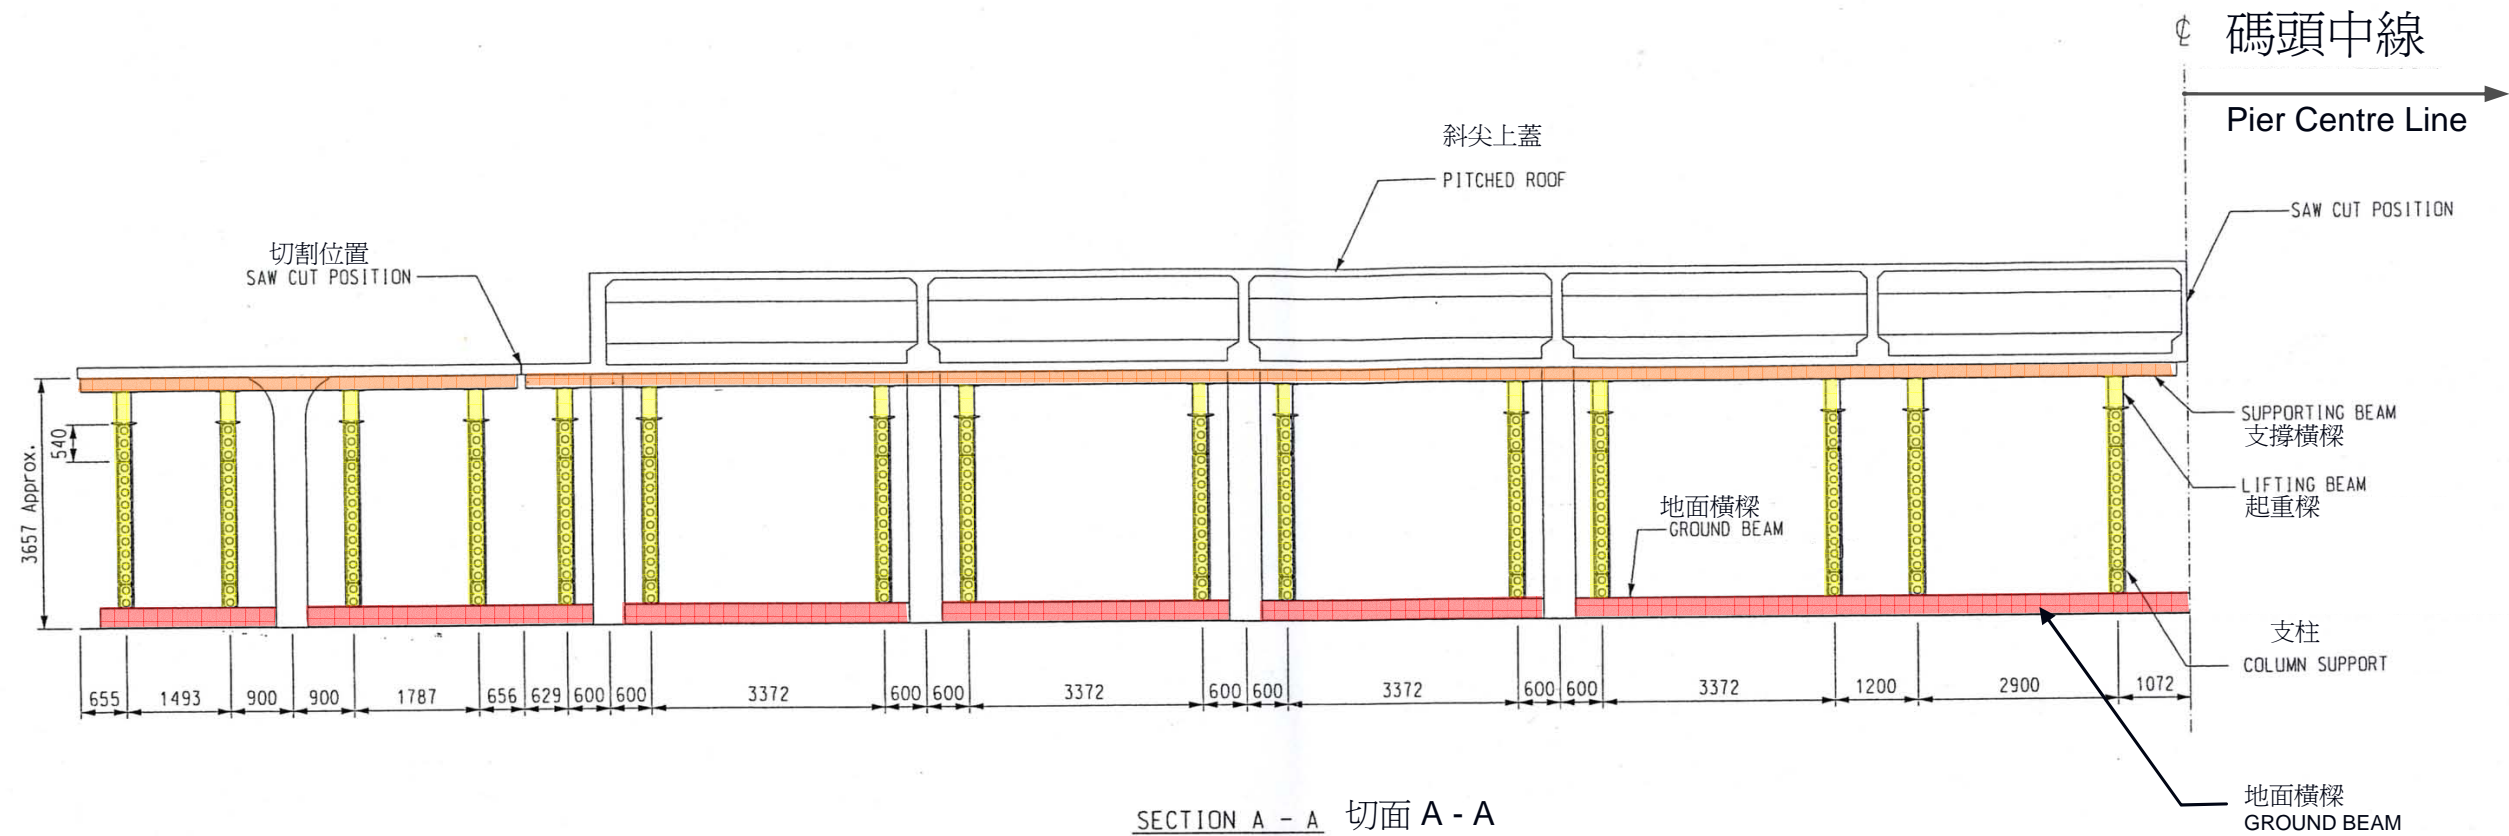 ℄ 碼頭中線
Pier Centre Line
斜尖上蓋
PITCHED ROOF
SAW CUT POSITION
切割位置
SAW CUT POSITION
SUPPORTING BEAM
支撐橫樑
LIFTING BEAM
起重樑
地面橫樑
GROUND BEAM
3657 Approx.
540
支柱
COLUMN SUPPORT
655 1493 900 900 1787 656 629 600 600 3372 600 600 3372 600 600 3372 600 600 3372 1200 2900 1072
地面橫樑
GROUND BEAM
SECTION A - A 切面 A - A